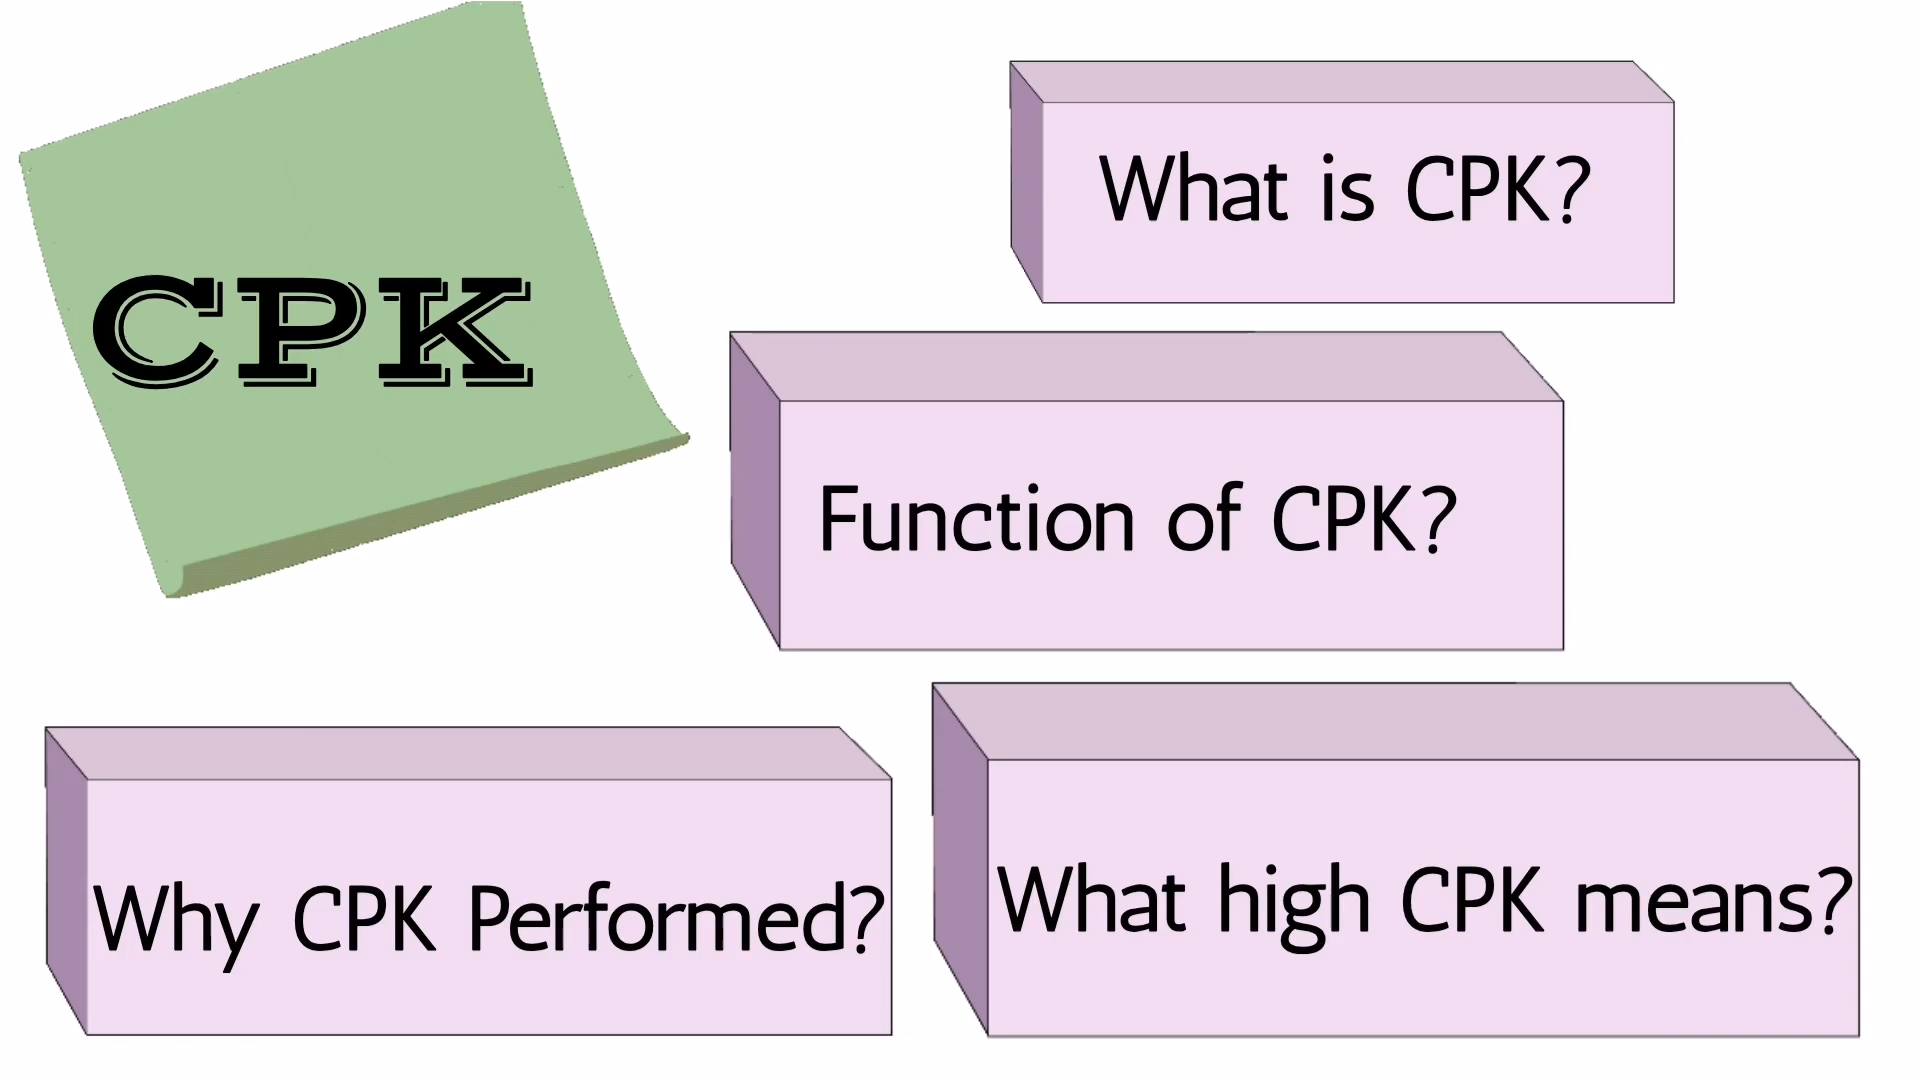 CPK
What is CPK?
Function of CPK?
Why CPK Performed?
What high CPK means?